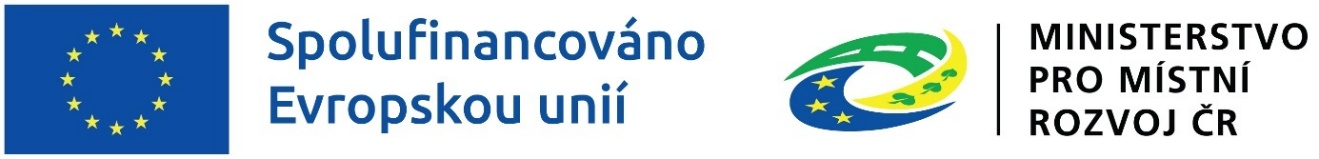 Spolufinancováno
Evropskou unií
MINISTERSTVO
PRO MÍSTNÍ
ROZVOJ ČR